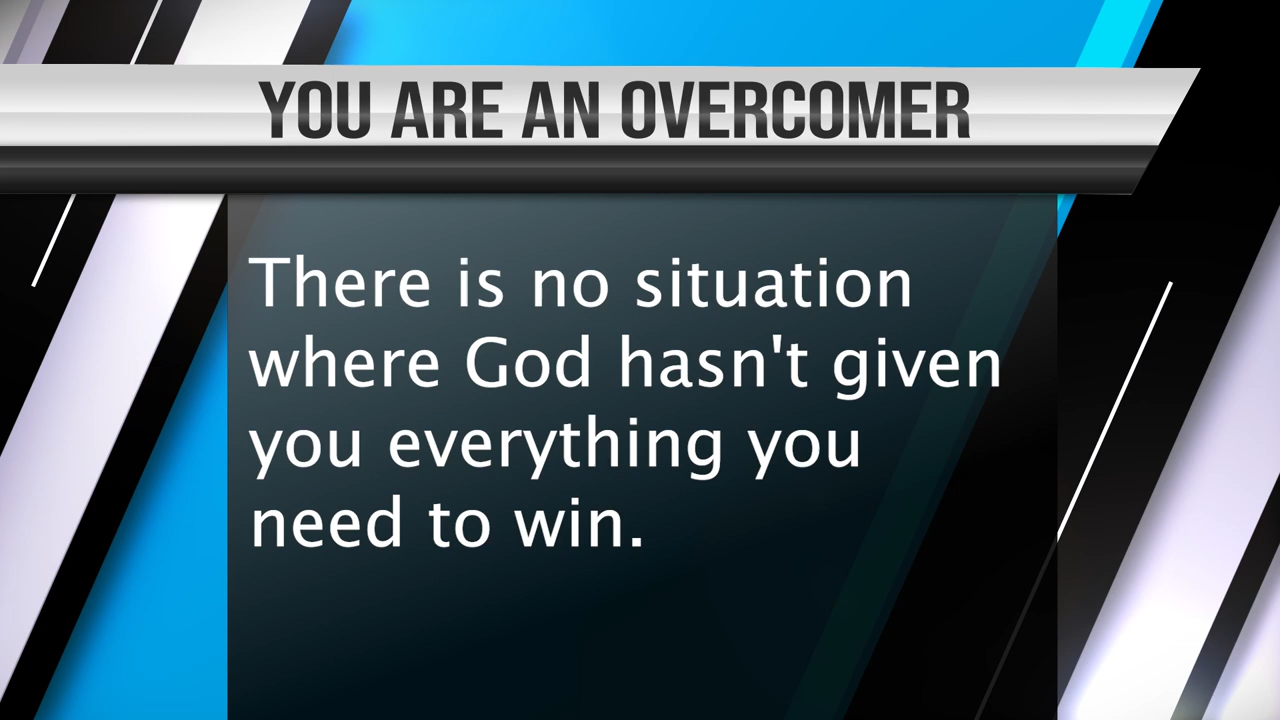 YOU ARE AN OVERCOMER
There is no situation
where God hasn't given
you everything you
need to win.